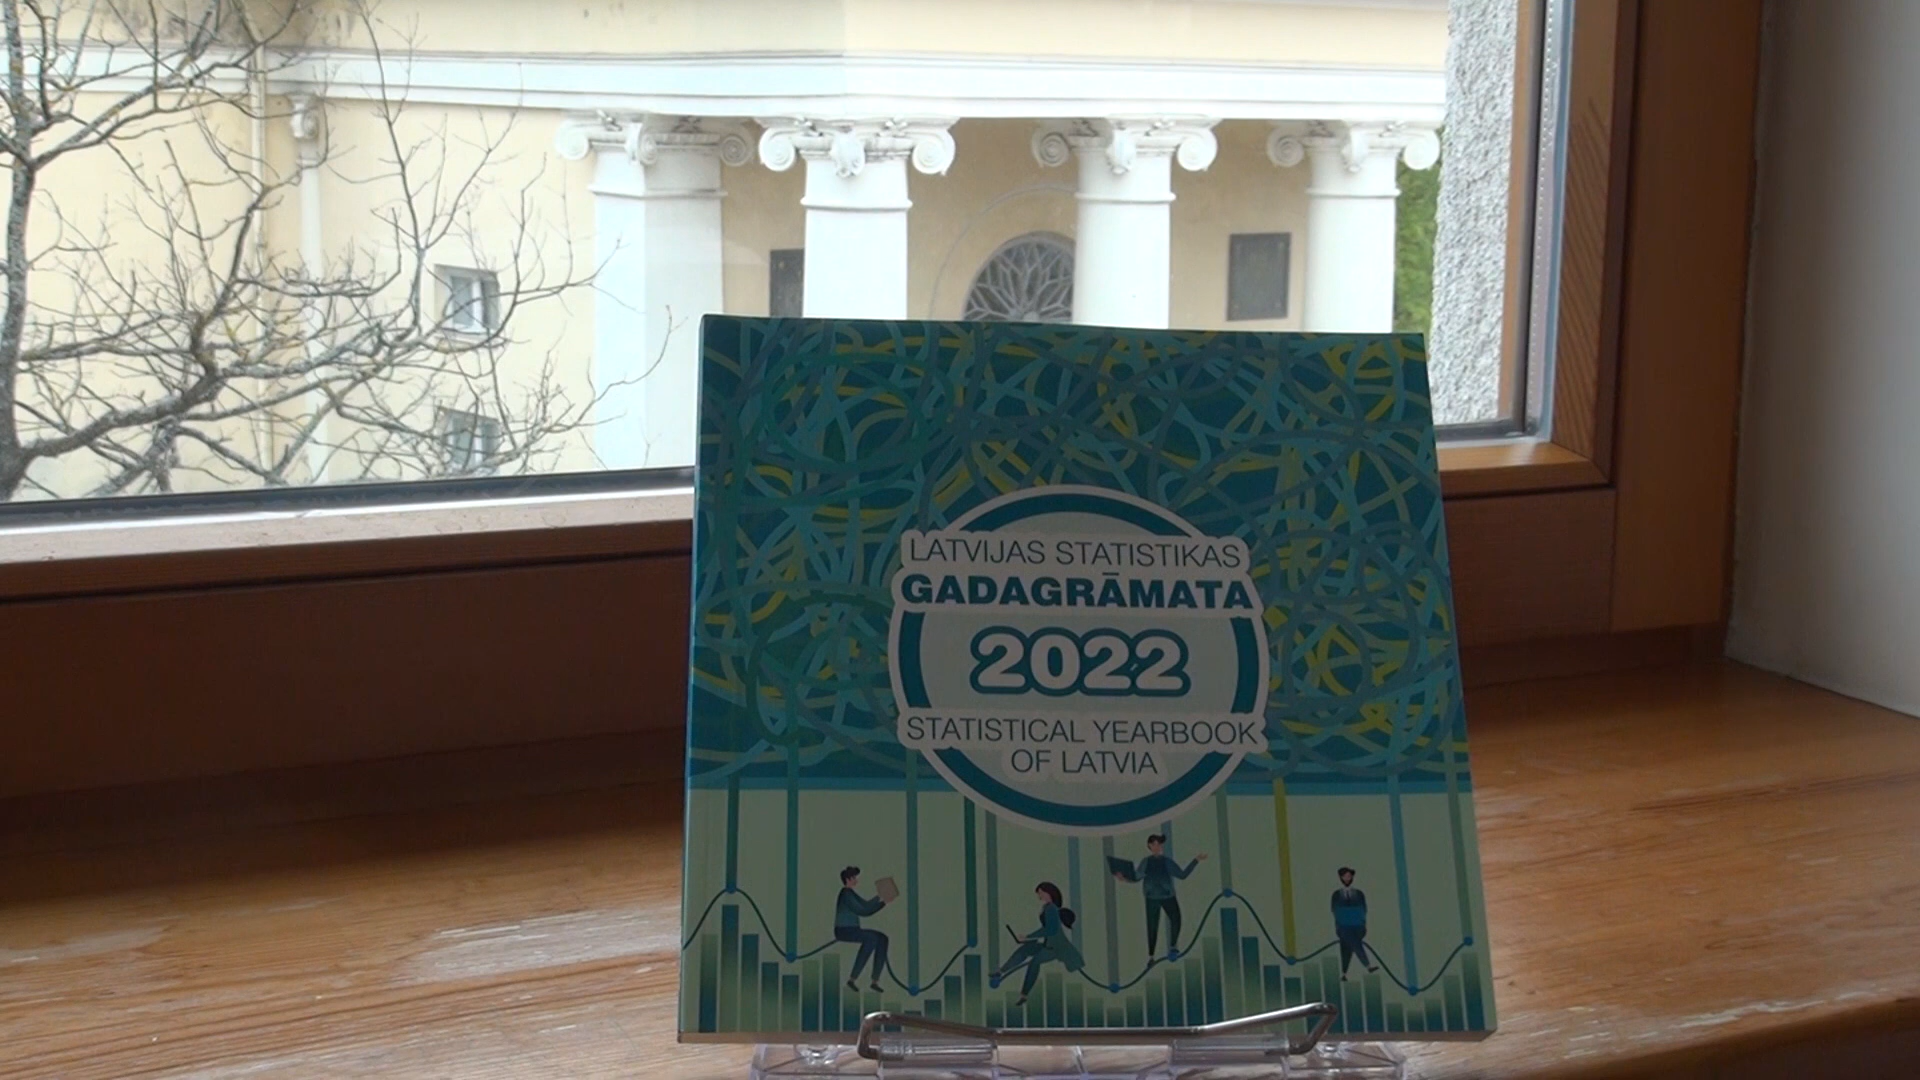 LATVIJAS STATISTIKAS
GADAGRĀMATA
2022
STATISTICAL YEARBOOK
OF LATVIA